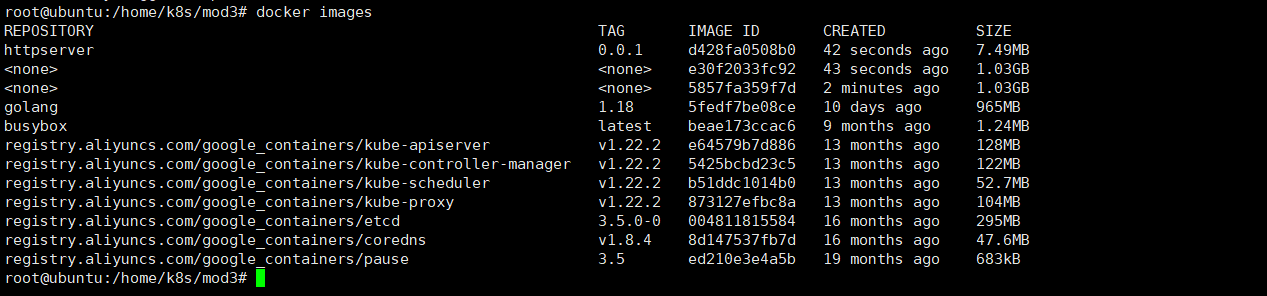 root@ubuntu:/home/k8s/mod3# docker images
REPOSITORY TAG IMAGE ID CREATED SIZE
httpserver 0.0.1 d428fa0508b0 42 seconds ago 7.49MB
<none> <none> e30f2033fc92 43 seconds ago 1.03GB
<none> <none> 5857fa359f7d 2 minutes ago 1.03GB
golang 1.18 5fedf7be08ce 10 days ago 965MB
busybox latest beae173ccac6 9 months ago 1.24MB
registry.aliyuncs.com/google_containers/kube-apiserver v1.22.2 e64579b7d886 13 months ago 128MB
registry.aliyuncs.com/google_containers/kube-controller-manager v1.22.2 5425bcbd23c5 13 months ago 122MB
registry.aliyuncs.com/google_containers/kube-scheduler v1.22.2 b51ddc1014b0 13 months ago 52.7MB
registry.aliyuncs.com/google_containers/kube-proxy v1.22.2 873127efbc8a 13 months ago 104MB
registry.aliyuncs.com/google_containers/etcd 3.5.0-0 004811815584 16 months ago 295MB
registry.aliyuncs.com/google_containers/coredns v1.8.4 8d147537fb7d 16 months ago 47.6MB
registry.aliyuncs.com/google_containers/pause 3.5 ed210e3e4a5b 19 months ago 683kB
root@ubuntu:/home/k8s/mod3#